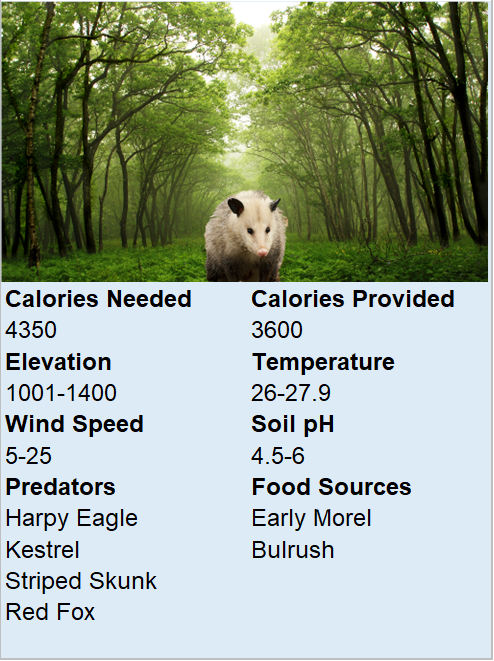 Calories Needed
4350
Elevation
1001-1400
Wind Speed
5-25
Predators
Harpy Eagle
Kestrel
Striped Skunk
Red Fox
Calories Provided
3600
Temperature
26-27.9
Soil pH
4.5-6
Food Sources
Early Morel
Bulrush